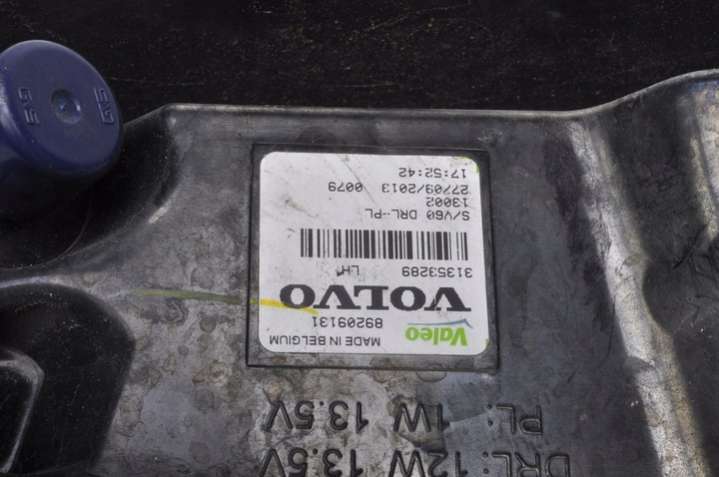 DRL: 12W 13.5V
PL: 1W 13.5V
MADE IN BELGIUM
Valeo
89209131
VOLVO
LH
31353289
S/V60 DRL-PL
13002
27/09/2013 0079
17:52:42